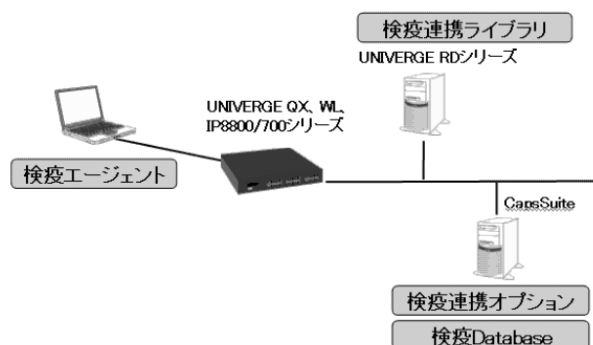 検疫連携ライブラリ
UNIVERGE RDシリーズ
UNIVERGE QX、WL、
IP8800/700シリーズ
検疫エージェント
CapsSuite
検疫連携オプション
検疫Database